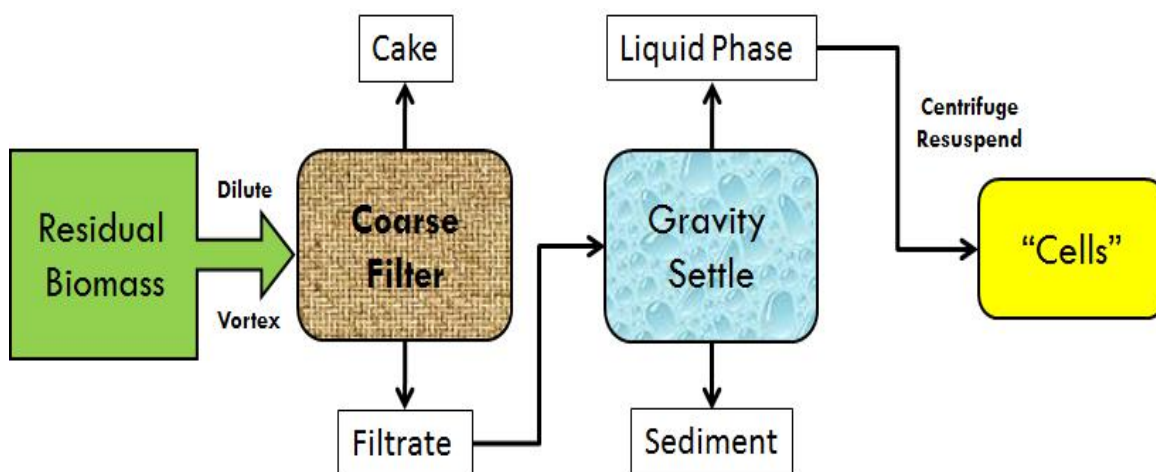 Cake
Liquid Phase
Centrifuge
Resuspend
Residual
Biomass
Dilute
Vortex
Coarse
Filter
Gravity
Settle
“Cells”
Filtrate
Sediment